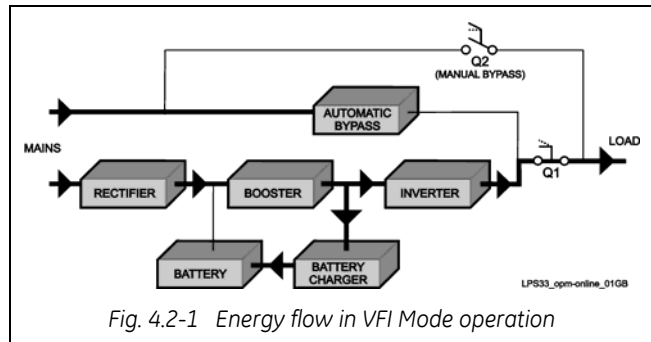 Q2
(MANUAL BYPASS)
AUTOMATIC
BYPASS
MAINS
LOAD
Q1
RECTIFIER
BOOSTER
INVERTER
BATTERY
BATTERY
CHARGER
LPS33_opm-online_01GB
Fig. 4.2-1 Energy flow in VFI Mode operation